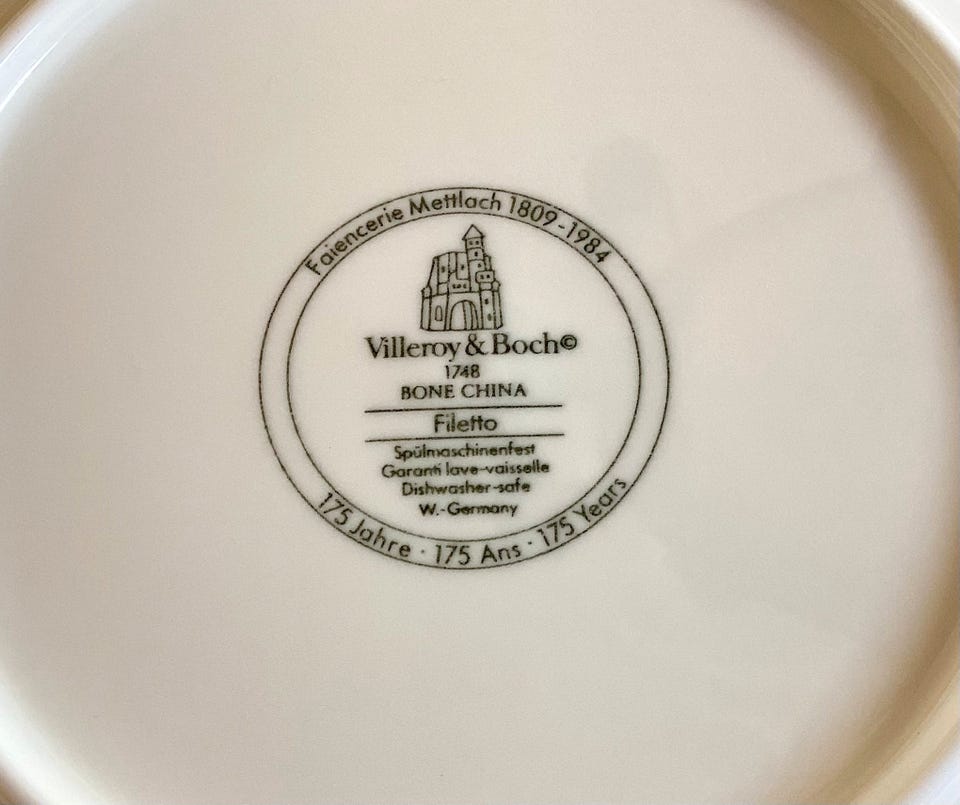 Faiencerie Mettlach 1809-1984
Villeroy & Boch©
1748
BONE CHINA
Filetto
Spülmaschinenfest
Garanti lave-vaisselle
Dishwasher-safe
W.-Germany
175 Jahre · 175 Ans · 175 Years